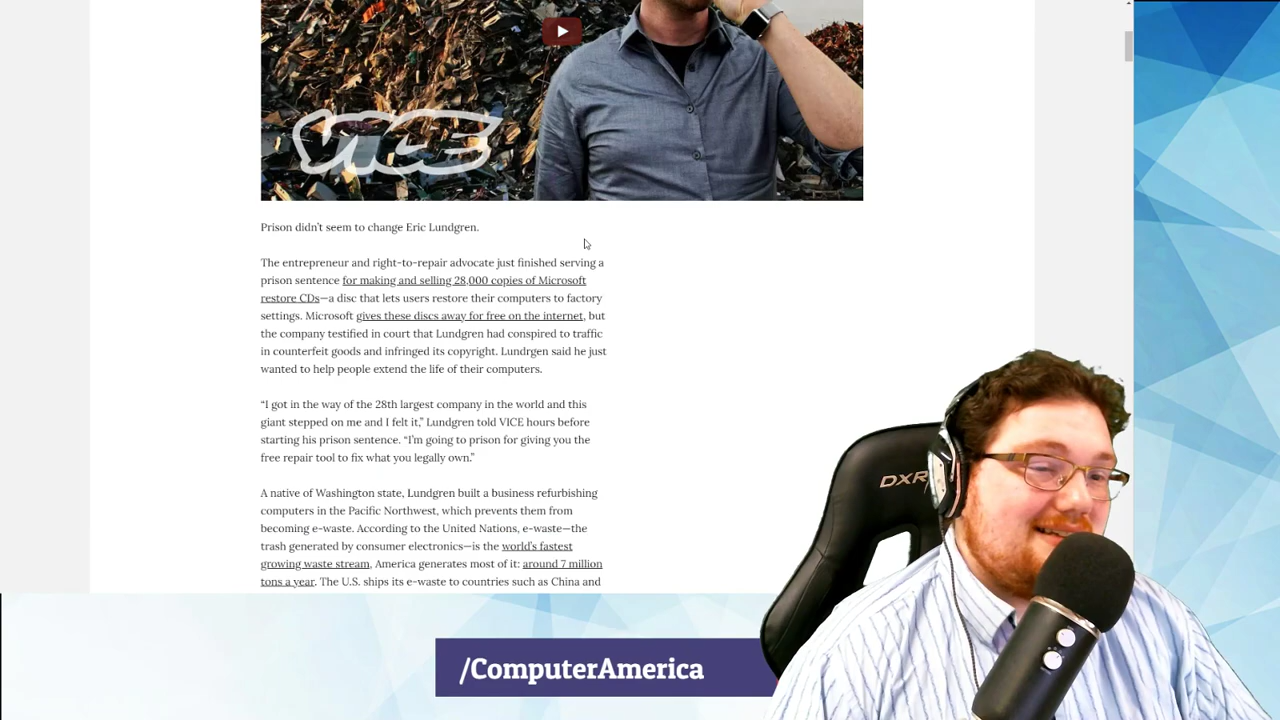 VICE
Prison didn’t seem to change Eric Lundgren.
The entrepreneur and right-to-repair advocate just finished serving a
prison sentence for making and selling 28,000 copies of Microsoft
restore CDs—a disc that lets users restore their computers to factory
settings. Microsoft gives these discs away for free on the internet, but
the company testified in court that Lundgren had conspired to traffic
in counterfeit goods and infringed its copyright. Lundrgen said he just
wanted to help people extend the life of their computers.
“I got in the way of the 28th largest company in the world and this
giant stepped on me and I felt it,” Lundgren told VICE hours before
starting his prison sentence. “I’m going to prison for giving you the
free repair tool to fix what you legally own.”
A native of Washington state, Lundgren built a business refurbishing
computers in the Pacific Northwest, which prevents them from
becoming e-waste. According to the United Nations, e-waste—the
trash generated by consumer electronics—is the world’s fastest
growing waste stream, America generates most of it: around 7 million
tons a year. The U.S. ships its e-waste to countries such as China and
DXR
/ComputerAmerica